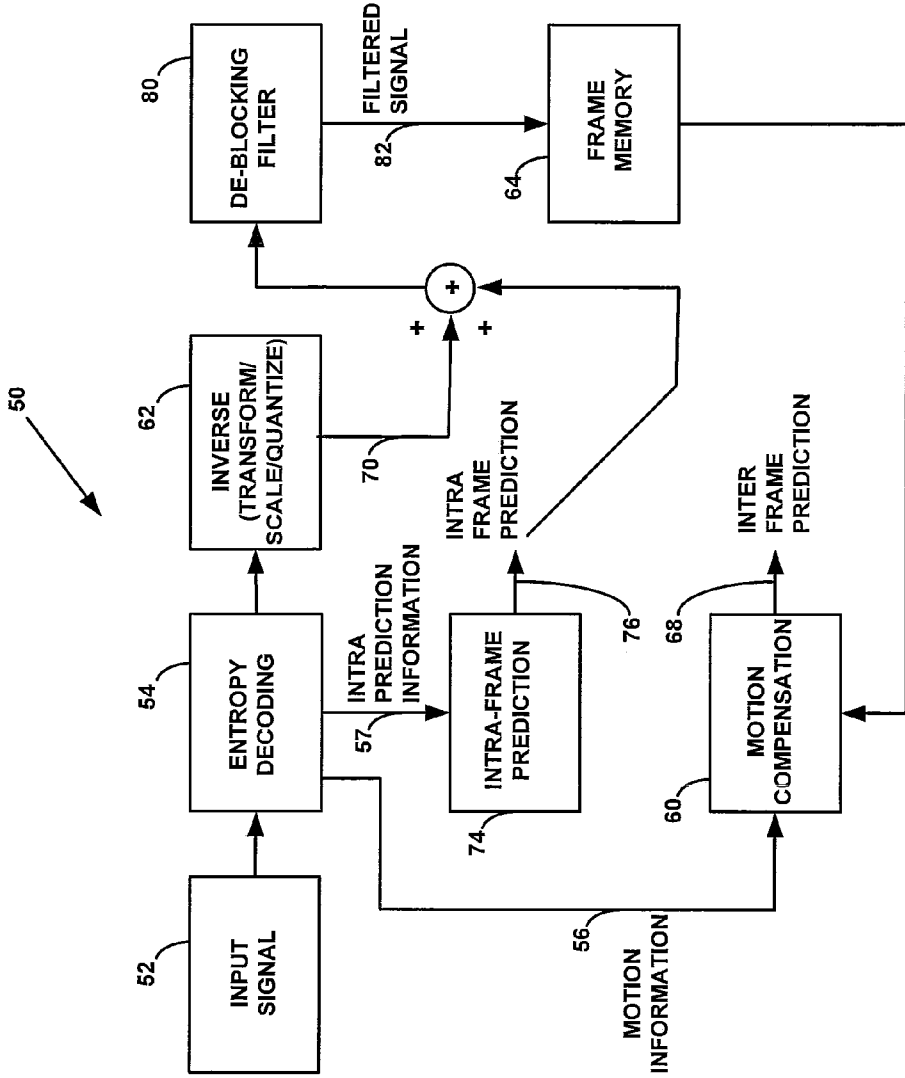 50
52
INPUT
SIGNAL
54
ENTROPY
DECODING
62
INVERSE
(TRANSFORM/
SCALE/QUANTIZE)
80
DE-BLOCKING
FILTER
57
INTRA
PREDICTION
INFORMATION
70
+
+
+
82
FILTERED
SIGNAL
74
INTRA-FRAME
PREDICTION
76
INTRA
FRAME
PREDICTION
64
FRAME
MEMORY
56
MOTION
INFORMATION
60
MOTION
COMPENSATION
68
INTER
FRAME
PREDICTION